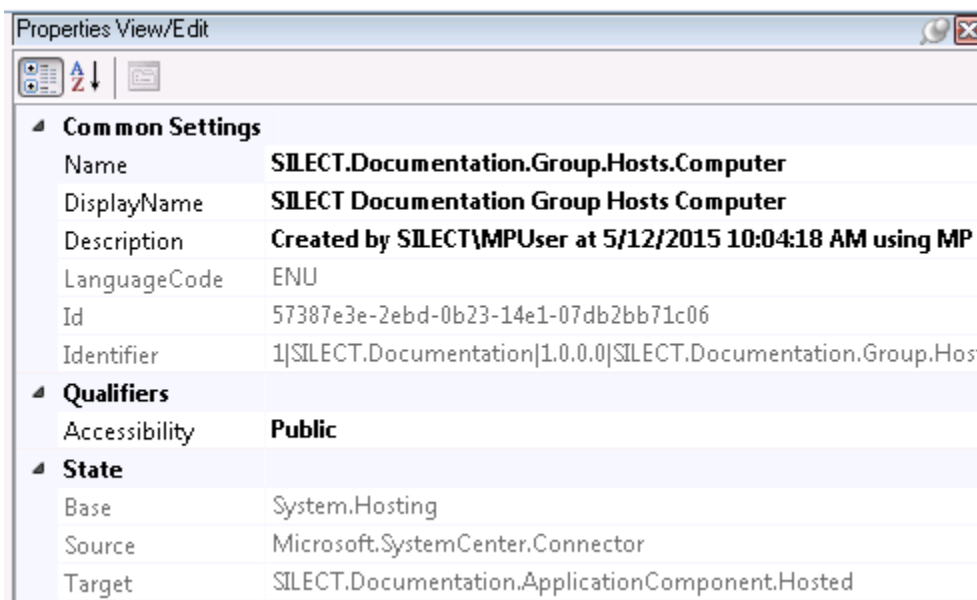 Properties View/Edit
Common Settings
Name SILECT.Documentation.Group.Hosts.Computer
DisplayName SILECT Documentation Group Hosts Computer
Description Created by SILECT\MPUser at 5/12/2015 10:04:18 AM using MP
LanguageCode ENU
Id 57387e3e-2ebd-0b23-14e1-07db2bb71c06
Identifier 1|SILECT.Documentation|1.0.0.0|SILECT.Documentation.Group.Hos
Qualifiers
Accessibility Public
State
Base System.Hosting
Source Microsoft.SystemCenter.Connector
Target SILECT.Documentation.ApplicationComponent.Hosted